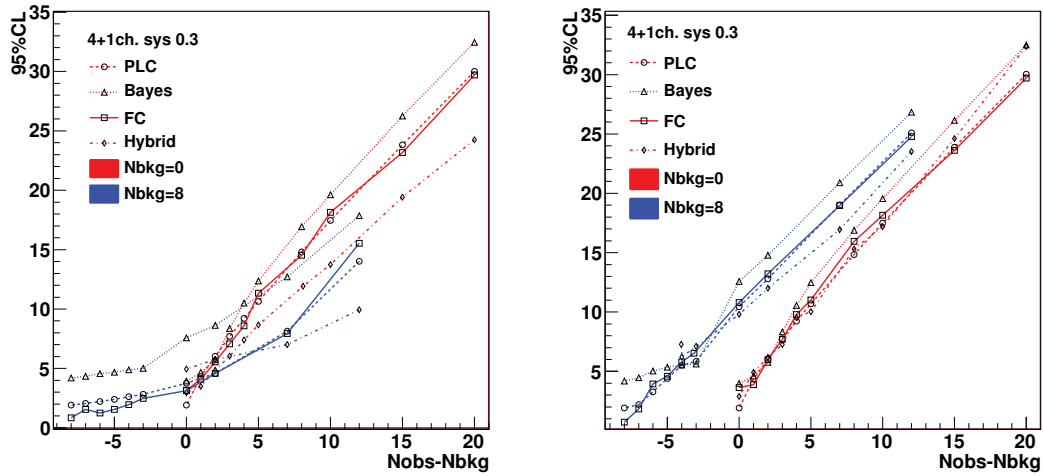 95%CL
35
30
25
20
15
10
5
0
4+1ch. sys 0.3
PLC
Bayes
FC
Hybrid
Nbkg=0
Nbkg=8
-5 0 5 10 15 20
Nobs-Nbkg
95%CL
35
30
25
20
15
10
5
4+1ch. sys 0.3
PLC
Bayes
FC
Hybrid
Nbkg=0
Nbkg=8
-5 0 5 10 15 20
Nobs-Nbkg